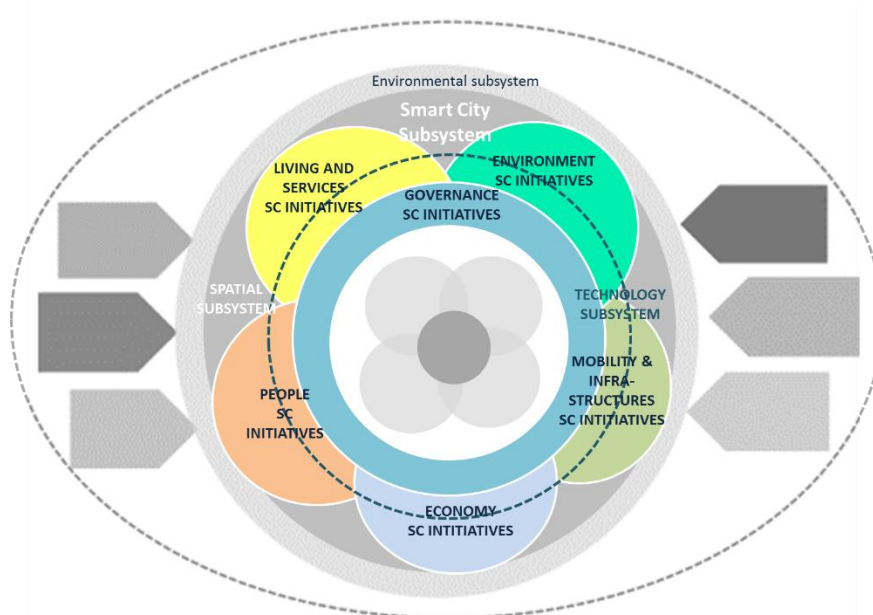 Environmental subsystem
Smart City
Subsystem
LIVING AND
SERVICES
SC INITIATIVES
ENVIRONMENT
SC INITIATIVES
GOVERNANCE
SC INITIATIVES
SPATIAL
SUBSYSTEM
TECHNOLOGY
SUBSYSTEM
PEOPLE
SC
INITIATIVES
MOBILITY &
INFRA-
STRUCTURES
SC INTITIATIVES
ECONOMY
SC INTITIATIVES